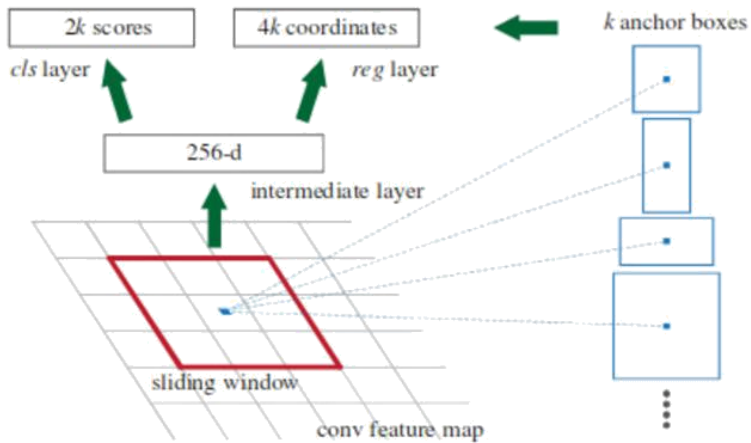 2k scores
4k coordinates
k anchor boxes
cls layer
reg layer
256-d
intermediate layer
sliding window
conv feature map